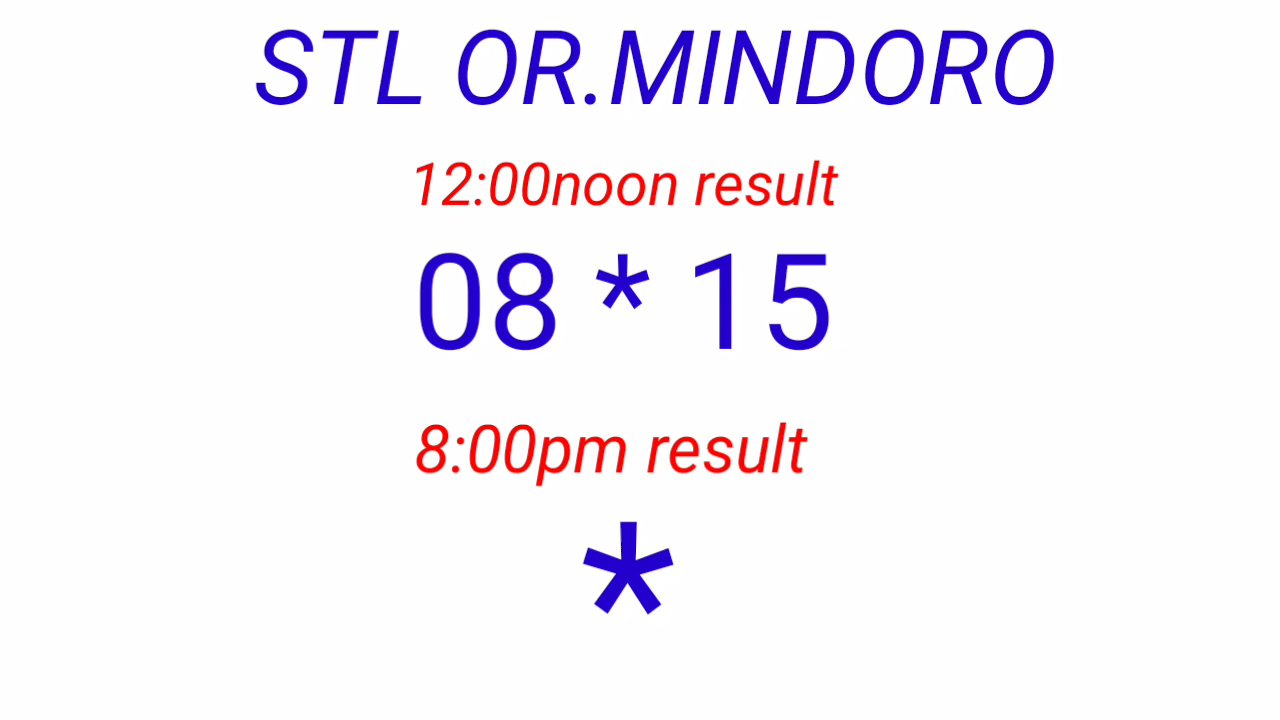 STL OR.MINDORO
12:00noon result
08 * 15
8:00pm result
*